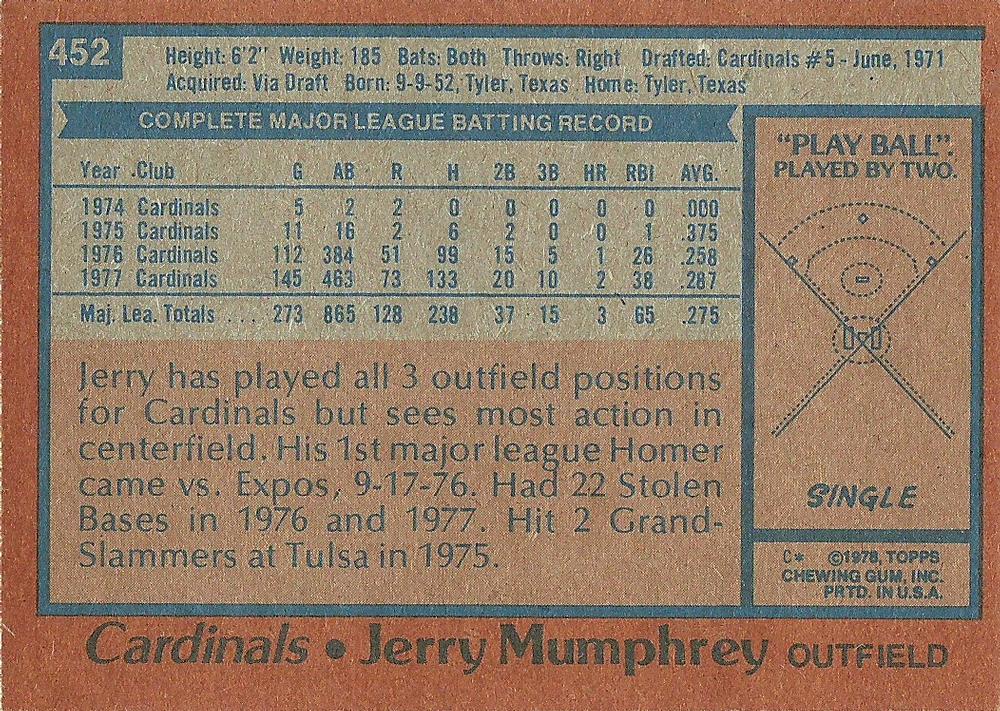 452
Height: 6'2" Weight: 185 Bats: Both Throws: Right Drafted: Cardinals #5 - June, 1971
Acquired: Via Draft Born: 9-9-52, Tyler, Texas Home: Tyler, Texas
COMPLETE MAJOR LEAGUE BATTING RECORD
Year Club G AB R H 2B 3B HR RBI AVG.
1974 Cardinals 5 2 2 0 0 0 0 0 .000
1975 Cardinals 11 16 2 6 2 0 0 1 .375
1976 Cardinals 112 384 51 99 15 5 1 26 .258
1977 Cardinals 145 463 73 133 20 10 2 38 .287
Maj. Lea. Totals ... 273 865 128 238 37 15 3 65 .275
Jerry has played all 3 outfield positions
for Cardinals but sees most action in
centerfield. His 1st major league Homer
came vs. Expos, 9-17-76. Had 22 Stolen
Bases in 1976 and 1977. Hit 2 Grand-
Slammers at Tulsa in 1975.
"PLAY BALL".
PLAYED BY TWO.
SINGLE
C* ©1978, TOPPS
CHEWING GUM, INC.
PRTD. IN U.S.A.
Cardinals • Jerry Mumphrey OUTFIELD